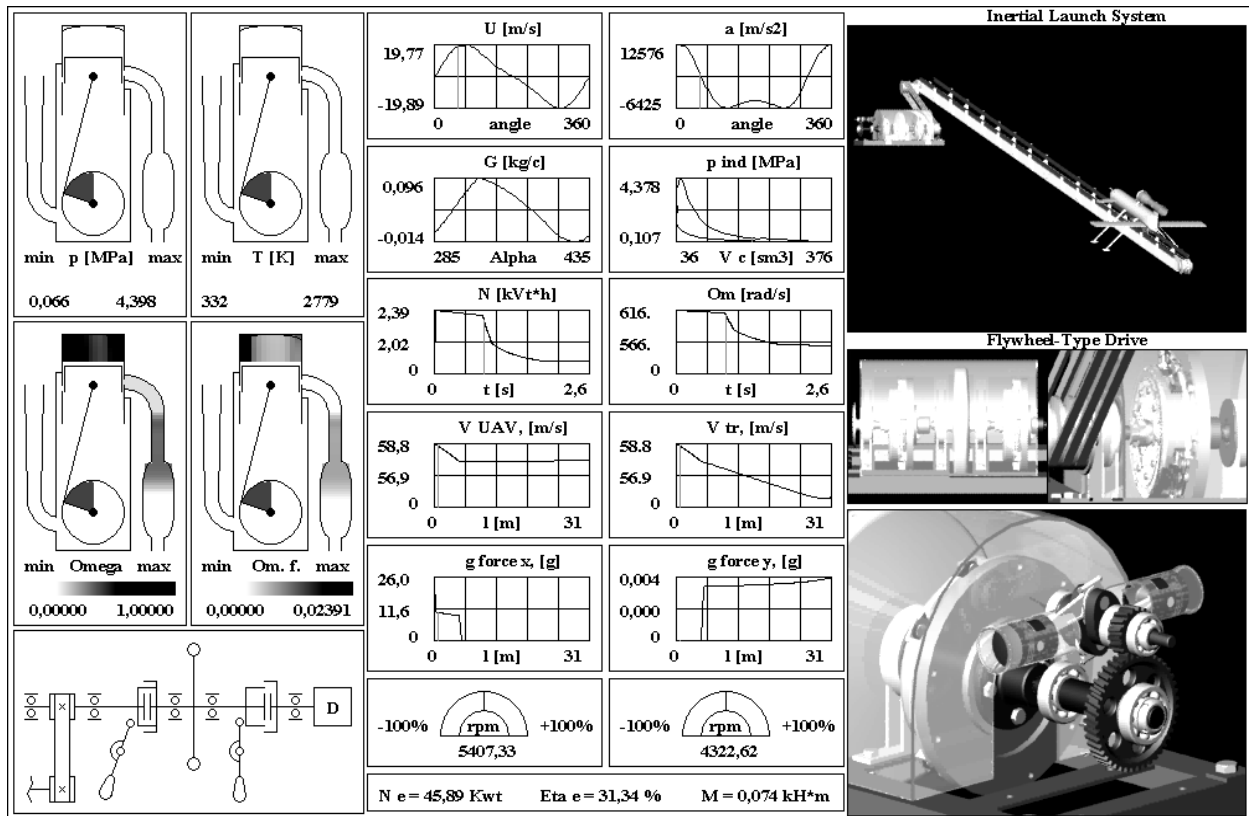 min p [MPa] max
0,066 4,398
min T [K] max
332 2779
min Omega max
0,00000 1,00000
min Om. f. max
0,00000 0,02391
D
U [m/s]
19,77
-19,89
0 angle 360
a [m/s2]
12576
-6425
0 angle 360
G [kg/c]
0,096
-0,014
285 Alpha 435
p ind [MPa]
4,378
0,107
36 V c [sm3] 376
N [kVt*h]
2,39
2,02
0
0 t [s] 2,6
Om [rad/s]
616.
566.
0
0 t [s] 2,6
V UAV, [m/s]
58,8
56,9
0
0 l [m] 31
V tr, [m/s]
58,8
56,9
0
0 l [m] 31
g force x, [g]
26,0
11,6
0
0 l [m] 31
g force y, [g]
0,004
0,000
0
0 l [m] 31
-100% rpm +100%
5407,33
-100% rpm +100%
4322,62
N e = 45,89 Kwt Eta e = 31,34 % M = 0,074 kH*m
Inertial Launch System
Flywheel-Type Drive